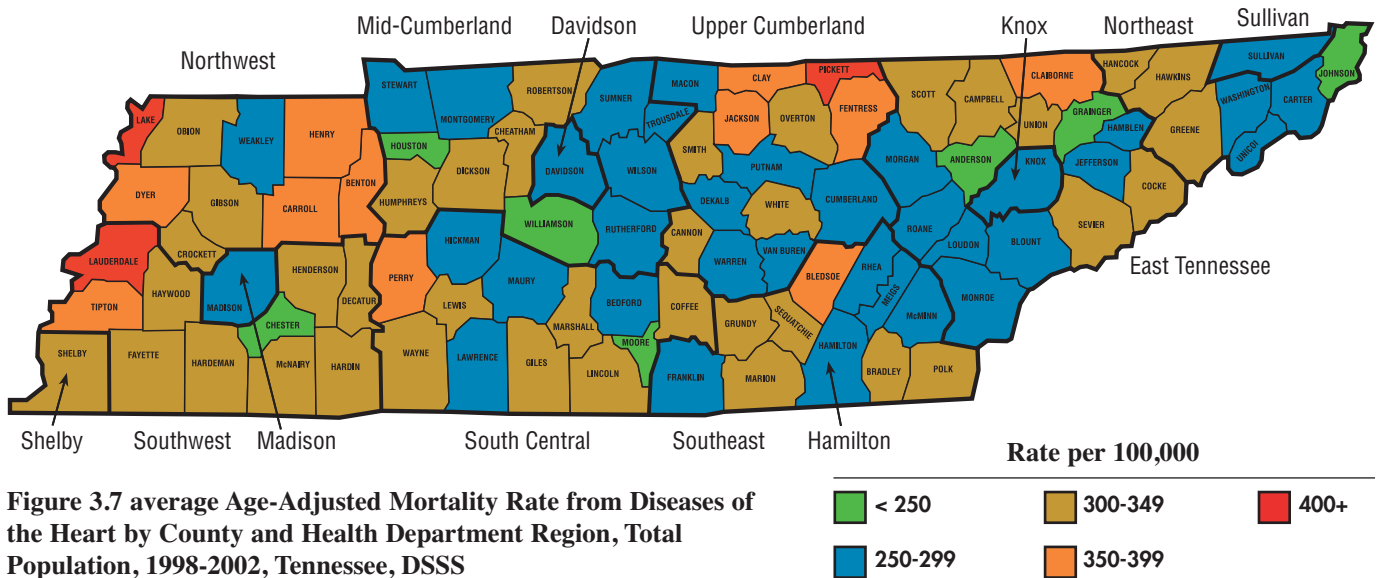 Mid-Cumberland Davidson Upper Cumberland Knox Northeast Sullivan
Northwest
LAKE
OBION
WEAKLEY
HENRY
DYER
GIBSON
CARROLL
BENTON
LAUDERDALE
CROCKETT
TIPTON
HAYWOOD
MADISON
HENDERSON
DECATUR
CHESTER
SHELBY
FAYETTE
HARDEMAN
McNAIRY
HARDIN
STEWART
MONTGOMERY
ROBERTSON
SUMNER
HOUSTON
CHEATHAM
TROUSDALE
DICKSON
DAVIDSON
WILSON
HUMPHREYS
WILLIAMSON
RUTHERFORD
HICKMAN
PERRY
MAURY
LEWIS
BEDFORD
MARSHALL
MOORE
WAYNE
LAWRENCE
GILES
LINCOLN
MACON
CLAY
PICKETT
JACKSON
OVERTON
FENTRESS
SMITH
PUTNAM
DEKALB
WHITE
CUMBERLAND
CANNON
WARREN
VAN BUREN
COFFEE
GRUNDY
SEQUATCHIE
BLEDSOE
RHEA
MEIGS
McMINN
FRANKLIN
MARION
HAMILTON
BRADLEY
POLK
SCOTT
CAMPBELL
CLAIBORNE
UNION
GRAINGER
HAMBLEN
MORGAN
ANDERSON
KNOX
JEFFERSON
COCKE
ROANE
LOUDON
BLOUNT
SEVIER
MONROE
HANCOCK
HAWKINS
GREENE
SULLIVAN
JOHNSON
WASHINGTON
CARTER
UNICOI
East Tennessee
Shelby Southwest Madison South Central Southeast Hamilton
Figure 3.7 average Age-Adjusted Mortality Rate from Diseases of
the Heart by County and Health Department Region, Total
Population, 1998-2002, Tennessee, DSSS
Rate per 100,000
< 250 300-349 400+
250-299 350-399